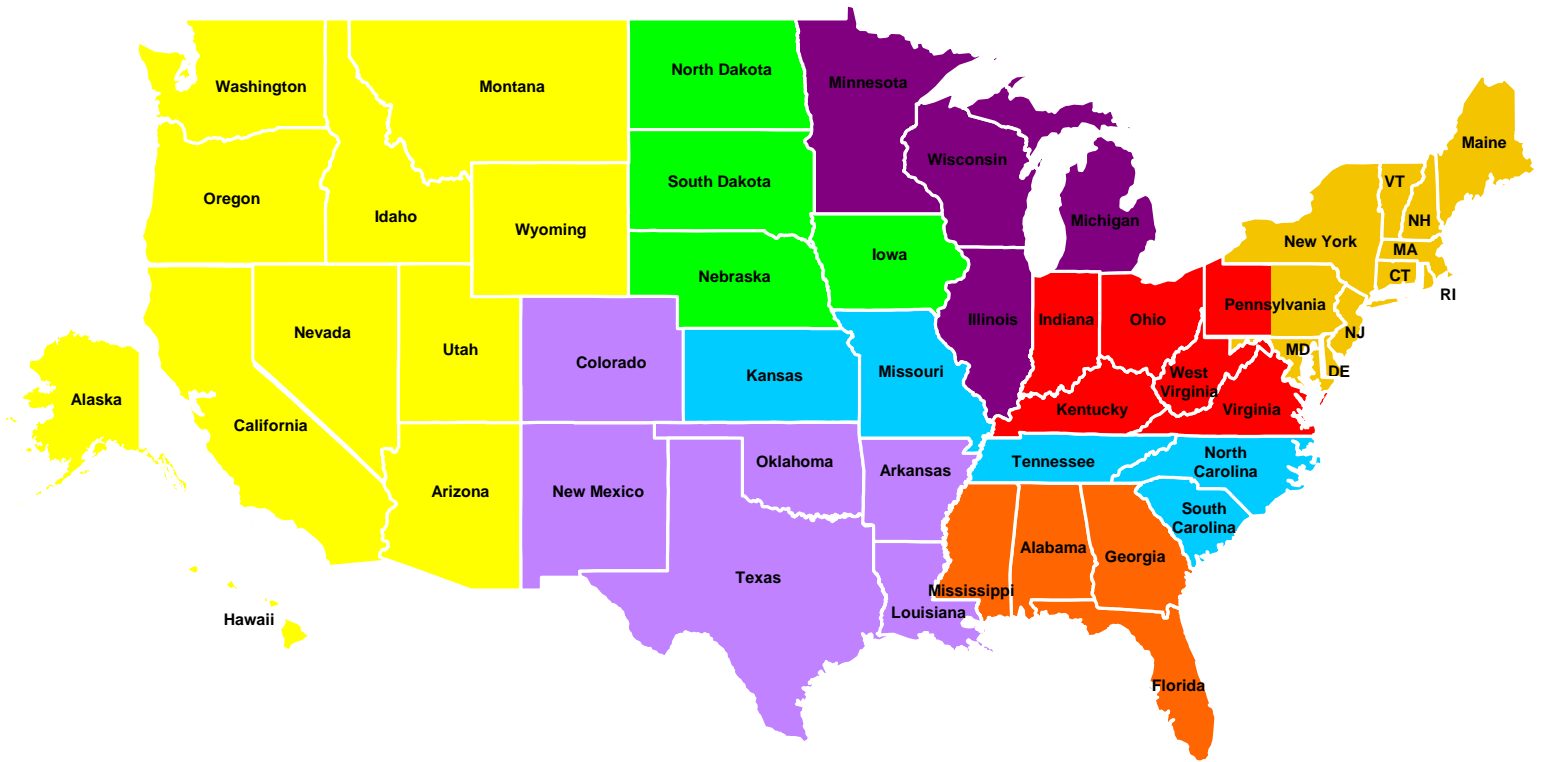 North Dakota
Minnesota
Washington
Montana
Maine
Wisconsin
South Dakota
VT
Oregon
Idaho
Michigan
NH
Wyoming
New York
MA
Iowa
Nebraska
CT
RI
Pennsylvania
Illinois
Indiana
Ohio
Nevada
NJ
Utah
MD
Colorado
Kansas
Missouri
DE
West
Virginia
Alaska
Kentucky
Virginia
California
North
Carolina
Oklahoma
Tennessee
Arkansas
Arizona
New Mexico
South
Carolina
Alabama
Georgia
Texas
Mississippi
Louisiana
Hawaii
Florida